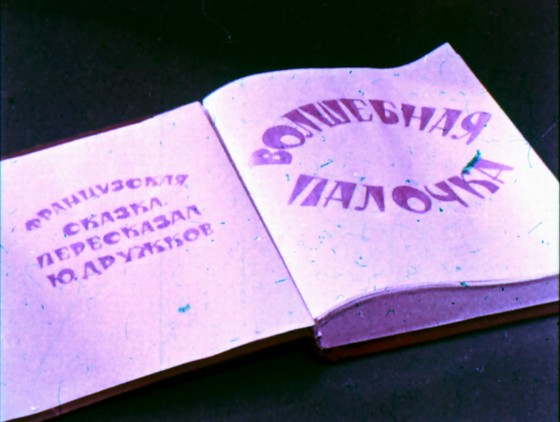 ФРАНЦУЗСКАЯ
СКАЗКА.
ПЕРЕСКАЗАЛ
Ю. ДРУЖКОВ
ВОЛШЕБНАЯ
ПАЛОЧКА